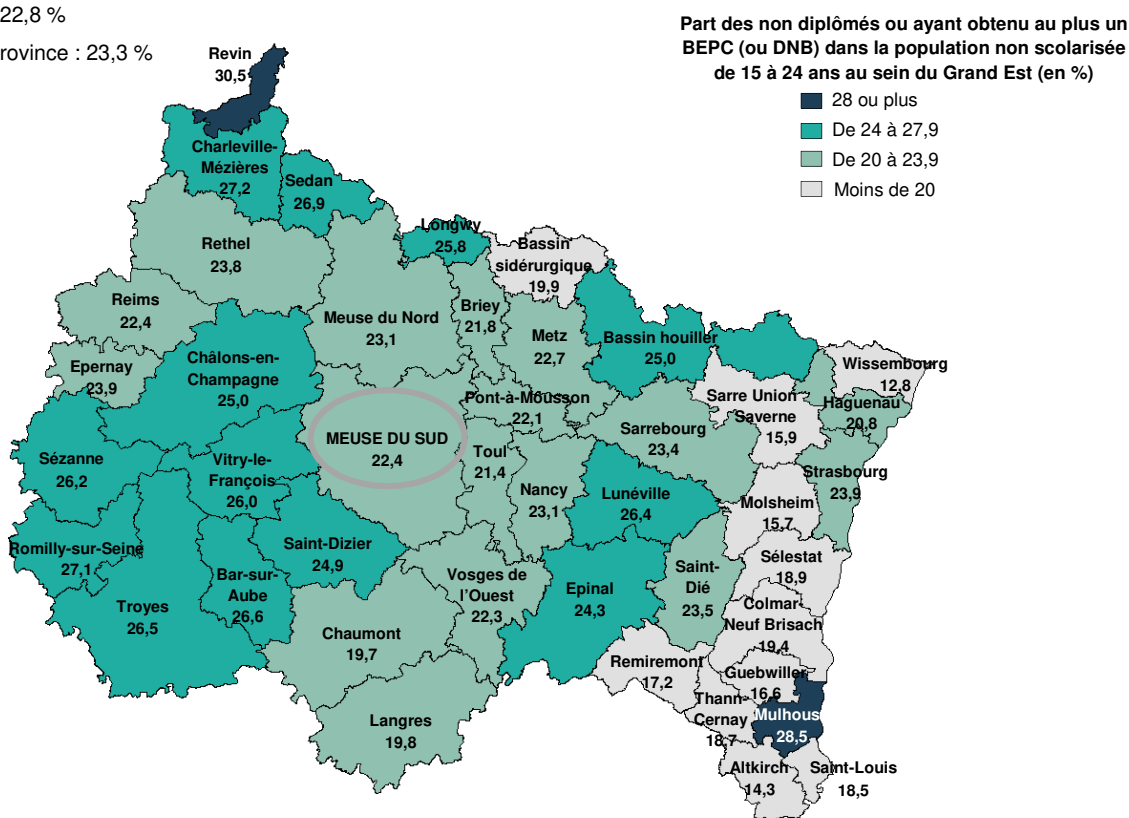 22,8 %
rovince : 23,3 %
Part des non diplômés ou ayant obtenu au plus un
BEPC (ou DNB) dans la population non scolarisée
de 15 à 24 ans au sein du Grand Est (en %)
28 ou plus
De 24 à 27,9
De 20 à 23,9
Moins de 20
Revin
30,5
Charleville-
Mézières
27,2
Sedan
26,9
Longwy
25,8
Bassin
sidérurgique
19,9
Rethel
23,8
Reims
22,4
Meuse du Nord
23,1
Briey
21,8
Metz
22,7
Bassin houiller
25,0
Wissembourg
12,8
Epernay
23,9
Châlons-en-
Champagne
25,0
Pont-à-Mousson
22,1
Sarre Union
Saverne
15,9
Haguenau
20,8
MEUSE DU SUD
22,4
Sarrebourg
23,4
Sézanne
26,2
Vitry-le-
François
26,0
Toul
21,4
Nancy
23,1
Lunéville
26,4
Strasbourg
23,9
Molsheim
15,7
Romilly-sur-Seine
27,1
Saint-Dizier
24,9
Sélestat
18,9
Troyes
26,5
Bar-sur-
Aube
26,6
Vosges de
l'Ouest
22,3
Epinal
24,3
Saint-
Dié
23,5
Colmar-
Neuf Brisach
19,4
Chaumont
19,7
Remiremont
17,2
Guebwiller
16,6
Thann-
Cernay
18,7
Mulhous
28,5
Langres
19,8
Altkirch
14,3
Saint-Louis
18,5